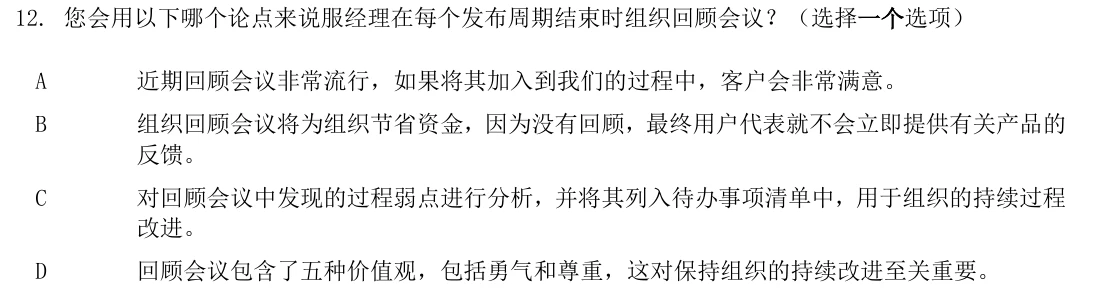 12. 您会用以下哪个论点来说服经理在每个发布周期结束时组织回顾会议？（选择一个选项）
A 近期回顾会议非常流行，如果将其加入到我们的过程中，客户会非常满意。
B 组织回顾会议将为组织节省资金，因为没有回顾，最终用户代表就不会立即提供有关产品的
反馈。
C 对回顾会议中发现的过程弱点进行分析，并将其列入待办事项清单中，用于组织的持续过程
改进。
D 回顾会议包含了五种价值观，包括勇气和尊重，这对保持组织的持续改进至关重要。